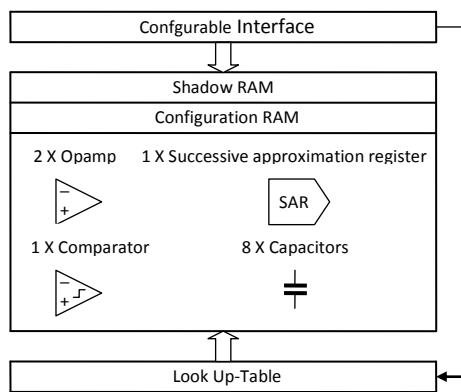 Confgurable Interface
Shadow RAM
Configuration RAM
2 X Opamp 1 X Successive approximation register
SAR
1 X Comparator 8 X Capacitors
Look Up-Table